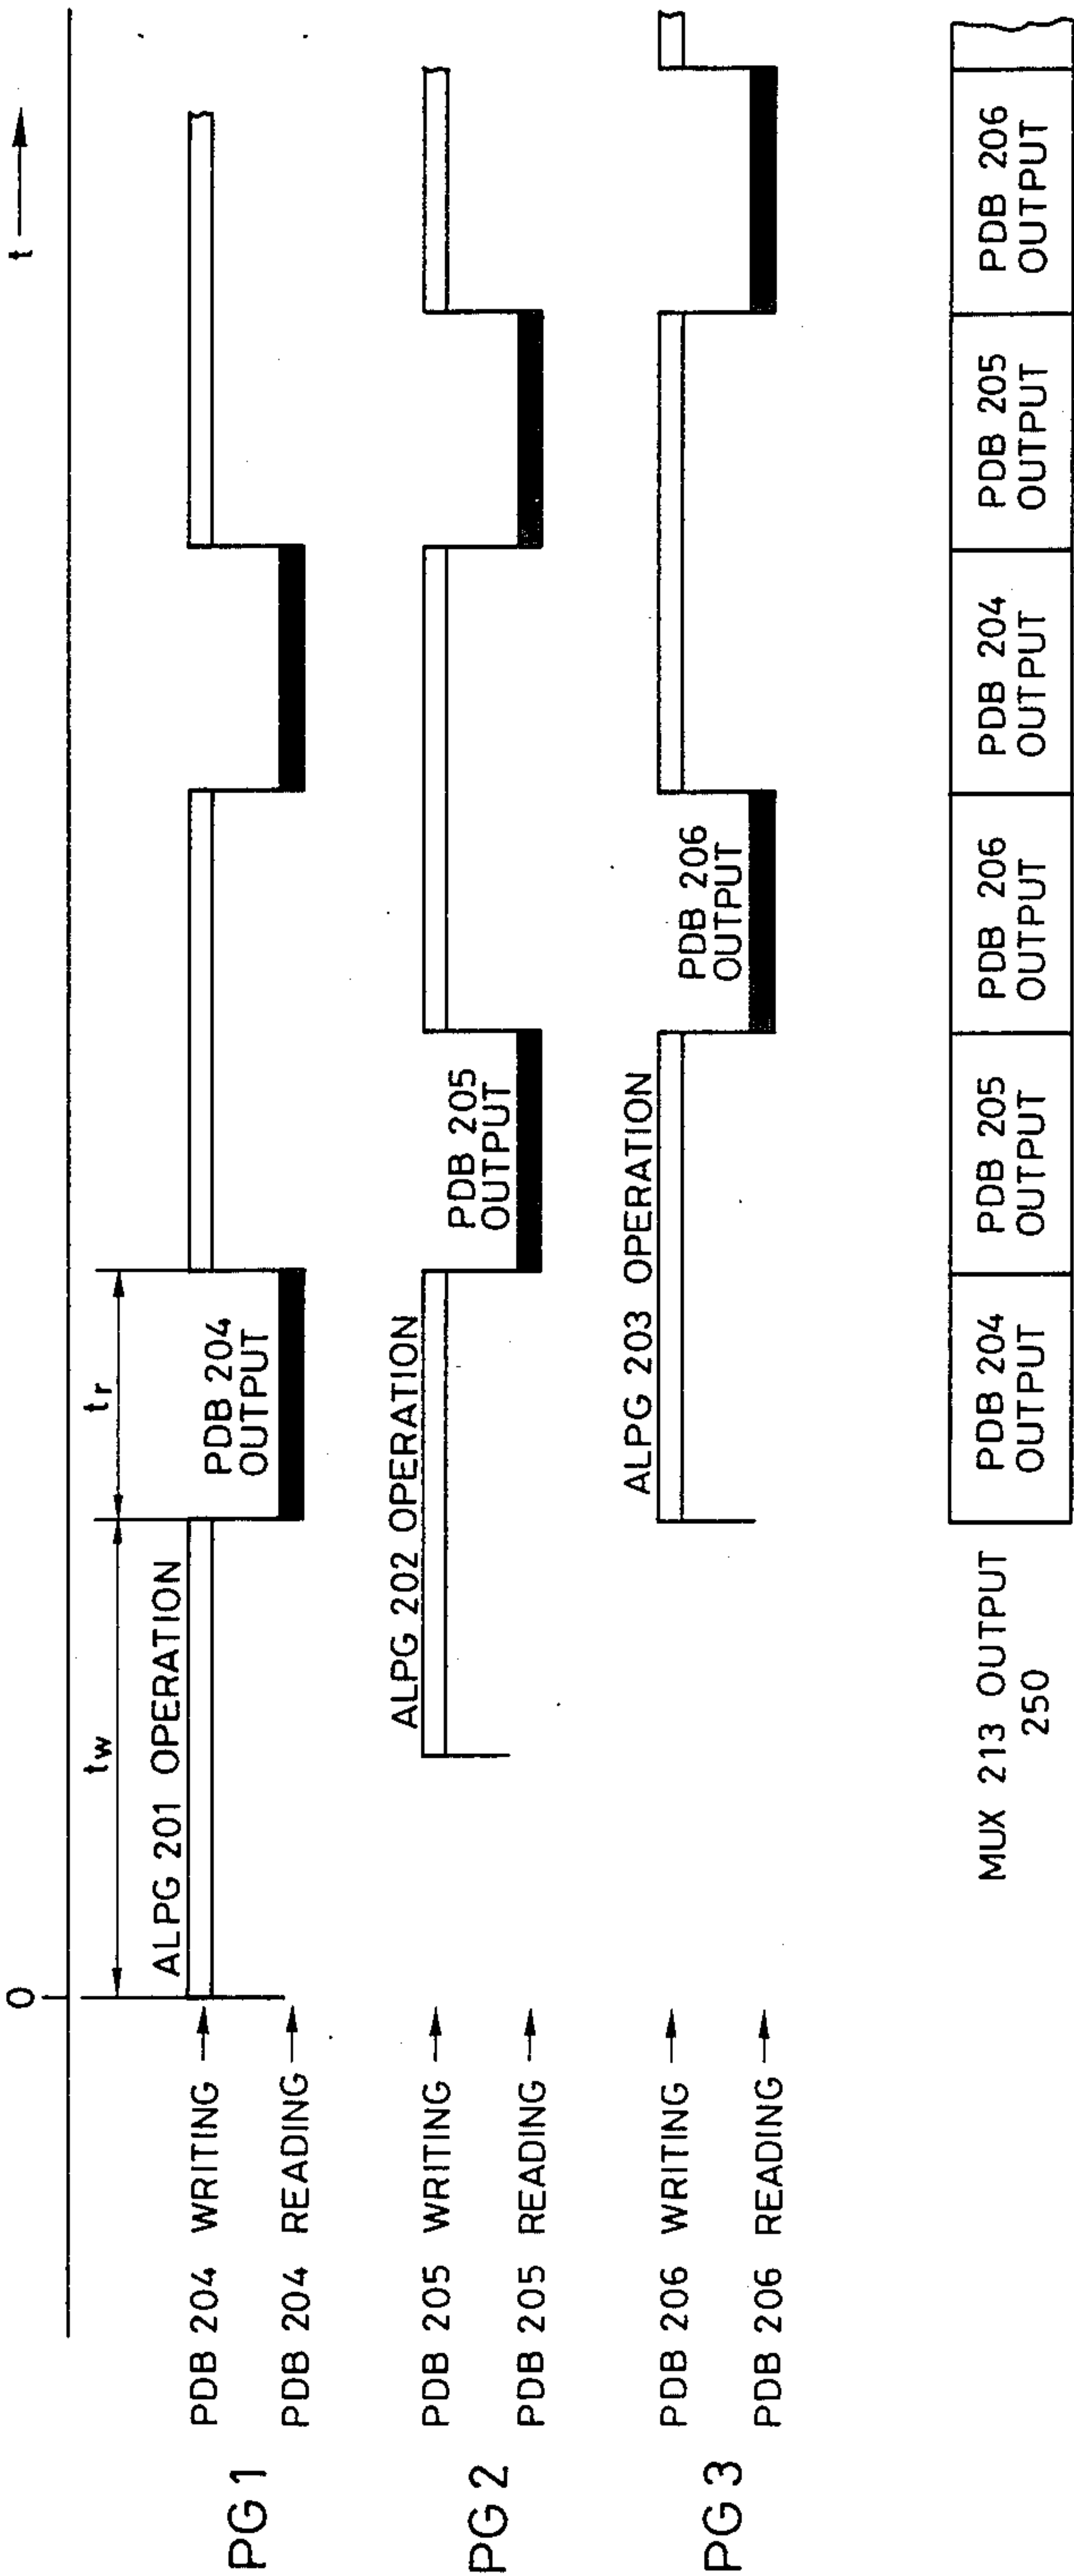 0
t
tw
tr
PG 1
PDB 204 WRITING
PDB 204 READING
ALPG 201 OPERATION
PDB 204
OUTPUT
PG 2
PDB 205 WRITING
PDB 205 READING
ALPG 202 OPERATION
PDB 205
OUTPUT
PG 3
PDB 206 WRITING
PDB 206 READING
ALPG 203 OPERATION
PDB 206
OUTPUT
MUX 213 OUTPUT
250
PDB 204
OUTPUT
PDB 205
OUTPUT
PDB 206
OUTPUT
PDB 204
OUTPUT
PDB 205
OUTPUT
PDB 206
OUTPUT